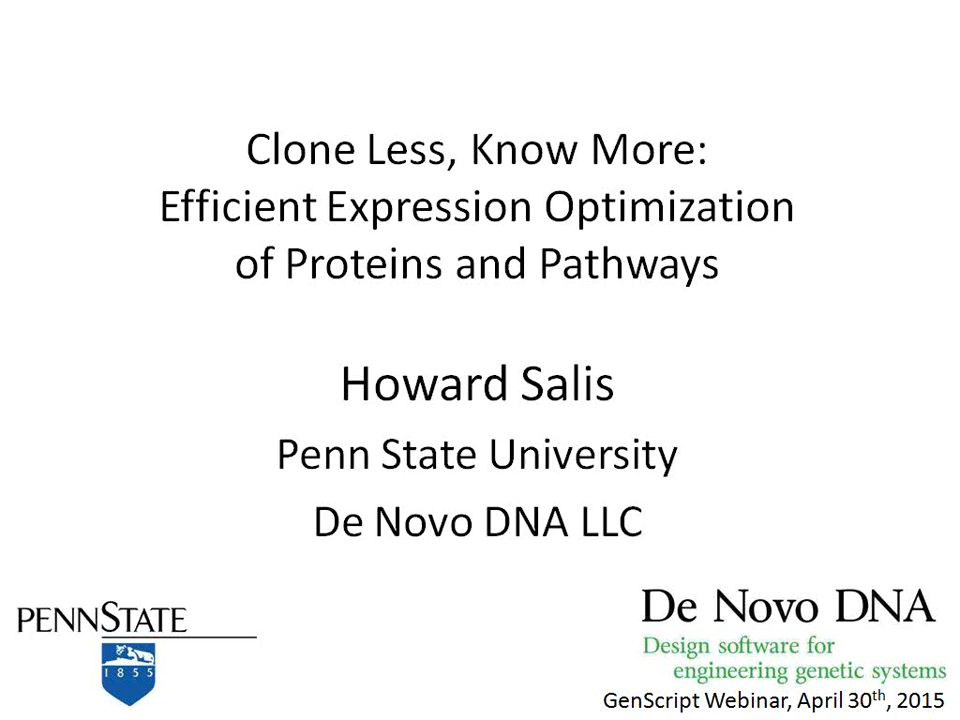 Clone Less, Know More:
Efficient Expression Optimization
of Proteins and Pathways
Howard Salis
Penn State University
De Novo DNA LLC
PENNSTATE
1855
De Novo DNA
Design software for
engineering genetic systems
GenScript Webinar, April 30th, 2015